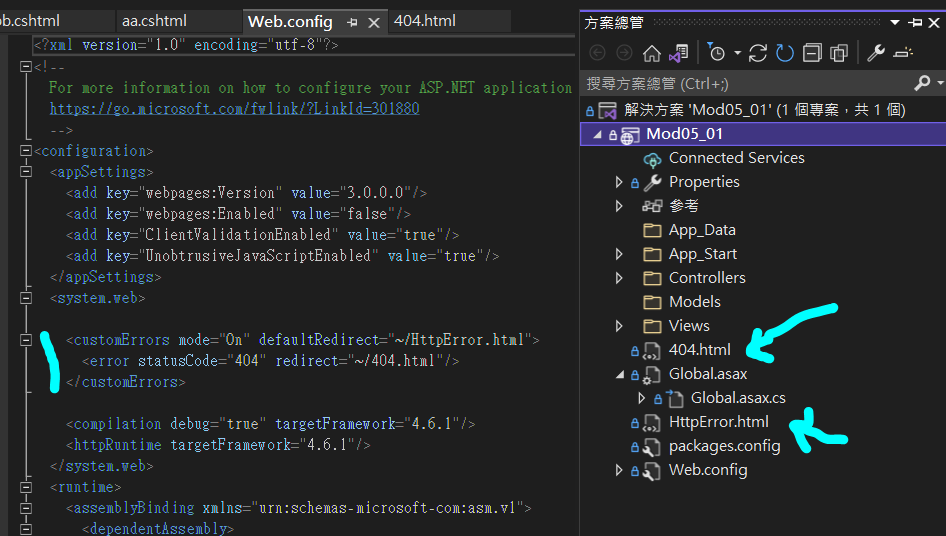 bb.cshtml
aa.cshtml
Web.config
404.html
<?xml version="1.0" encoding="utf-8"?>
<!--
For more information on how to configure your ASP.NET application
https://go.microsoft.com/fwlink/?LinkId=301880
-->
<configuration>
<appSettings>
<add key="webpages:Version" value="3.0.0.0"/>
<add key="webpages:Enabled" value="false"/>
<add key="ClientValidationEnabled" value="true"/>
<add key="UnobtrusiveJavaScriptEnabled" value="true"/>
</appSettings>
<system.web>
<customErrors mode="On" defaultRedirect="~/HttpError.html">
<error statusCode="404" redirect="~/404.html"/>
</customErrors>
<compilation debug="true" targetFramework="4.6.1"/>
<httpRuntime targetFramework="4.6.1"/>
</system.web>
<runtime>
<assemblyBinding xmlns="urn:schemas-microsoft-com:asm.v1">
<dependentAssembly>
方案總管
搜尋方案總管 (Ctrl+;)
解決方案 'Mod05_01' (1 個專案，共 1 個)
Mod05_01
Connected Services
Properties
參考
App_Data
App_Start
Controllers
Models
Views
404.html
Global.asax
Global.asax.cs
HttpError.html
packages.config
Web.config